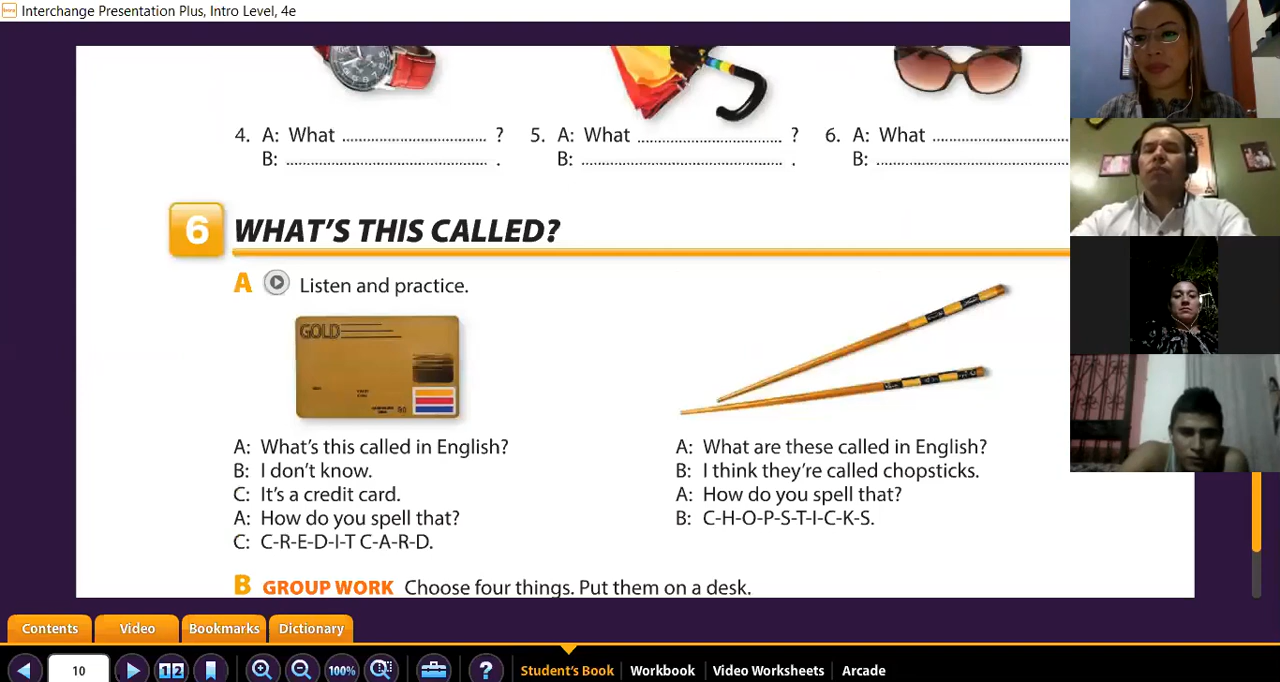 Interchange Presentation Plus, Intro Level, 4e
4. A: What ............................... ?
B: ........................................... .
5. A: What ............................... ?
B: ........................................... .
6. A: What ...............................
B: ...........................................
6 WHAT'S THIS CALLED?
A Listen and practice.
GOLD
A: What's this called in English?
B: I don't know.
C: It's a credit card.
A: How do you spell that?
C: C-R-E-D-I-T C-A-R-D.
A: What are these called in English?
B: I think they're called chopsticks.
A: How do you spell that?
B: C-H-O-P-S-T-I-C-K-S.
B GROUP WORK Choose four things. Put them on a desk.
Contents Video Bookmarks Dictionary
10 12 100% ? Student's Book Workbook Video Worksheets Arcade